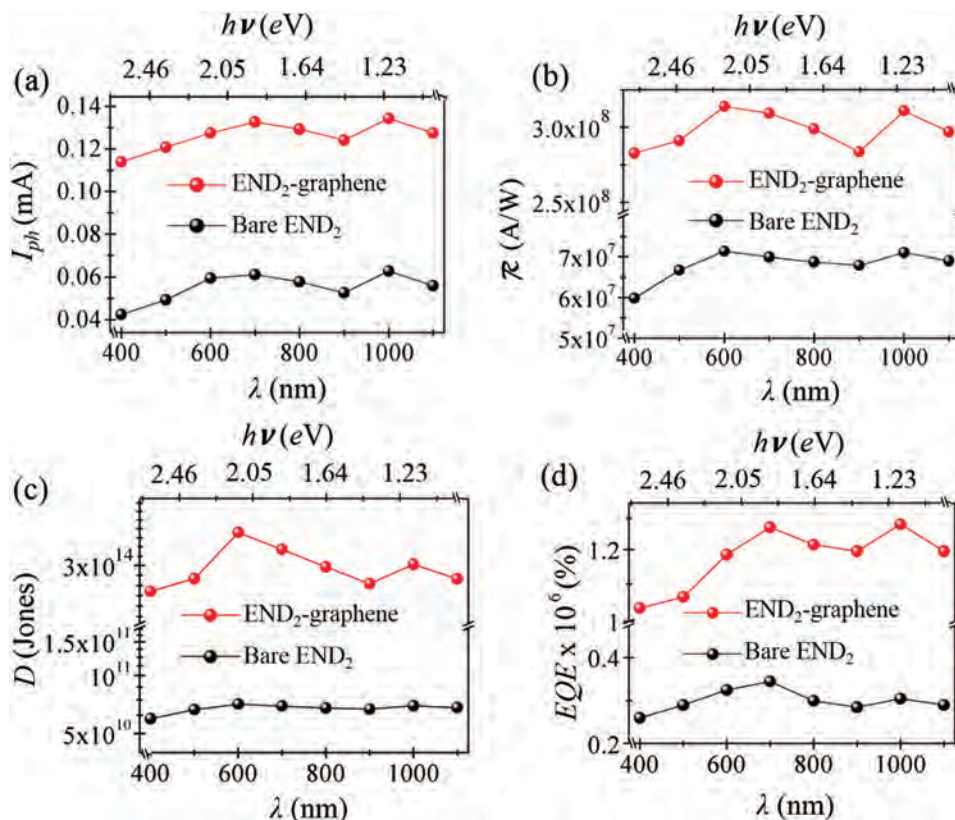 hν (eV)
(a)
2.46 2.05 1.64 1.23
0.14
0.12
0.10
0.08
0.06
0.04
I_ph (mA)
END₂-graphene
Bare END₂
400 600 800 1000
λ (nm)
hν (eV)
(b)
2.46 2.05 1.64 1.23
3.0x10⁸
2.5x10⁸
7x10⁷
6x10⁷
5x10⁷
ℛ (A/W)
END₂-graphene
Bare END₂
400 600 800 1000
λ (nm)
hν (eV)
(c)
2.46 2.05 1.64 1.23
3x10¹⁴
1.5x10¹¹
10¹¹
5x10¹⁰
D (Jones)
END₂-graphene
Bare END₂
400 600 800 1000
λ (nm)
hν (eV)
(d)
2.46 2.05 1.64 1.23
1.2
1
0.4
0.2
EQE x 10⁶ (%)
END₂-graphene
Bare END₂
400 600 800 1000
λ (nm)